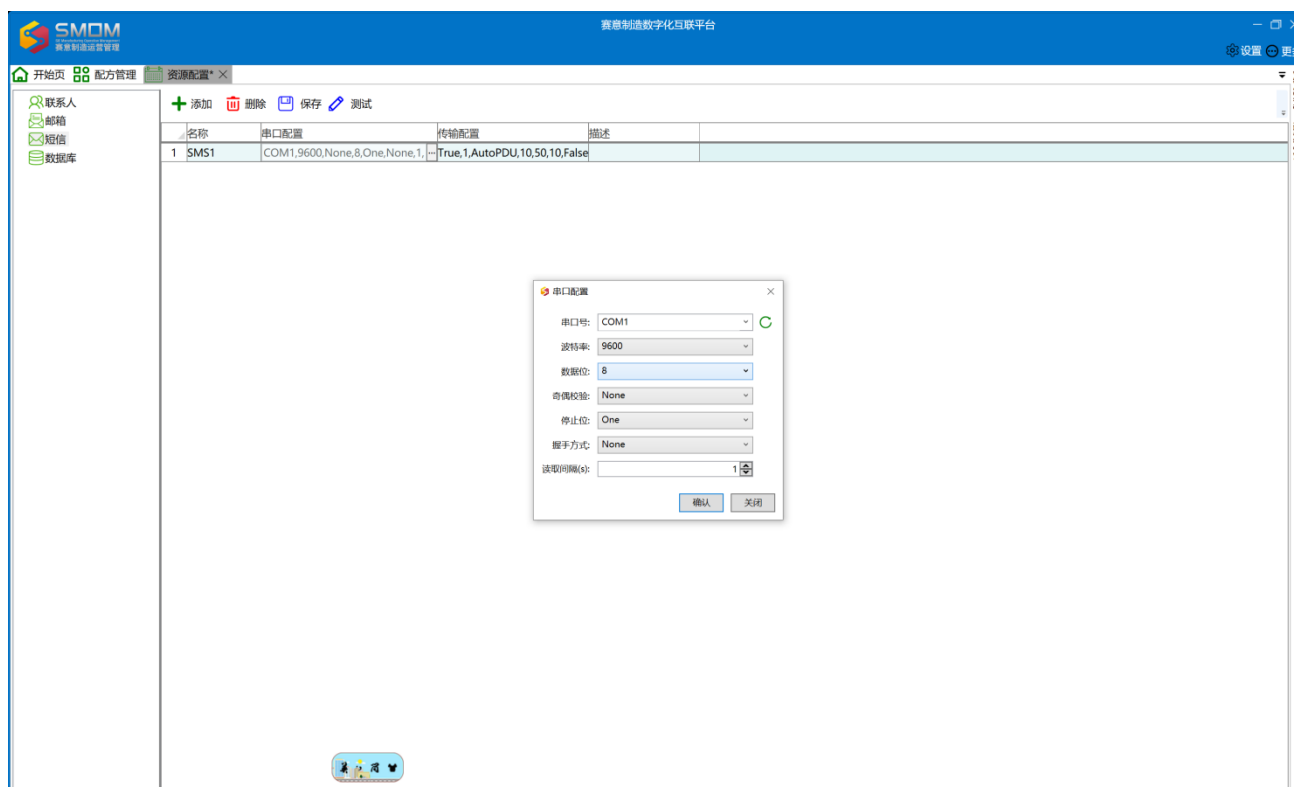 赛意制造数字化互联平台
SMOM
赛意制造运营管理
设置
开始页 配方管理 资源配置*
联系人
邮箱
短信
数据库
添加 删除 保存 测试
名称 串口配置 传输配置 描述
1 SMS1 COM1,9600,None,8,One,None,1, ... True,1,AutoPDU,10,50,10,False
串口配置
串口号: COM1
波特率: 9600
数据位: 8
奇偶校验: None
停止位: One
握手方式: None
读取间隔(s): 1
确认 关闭